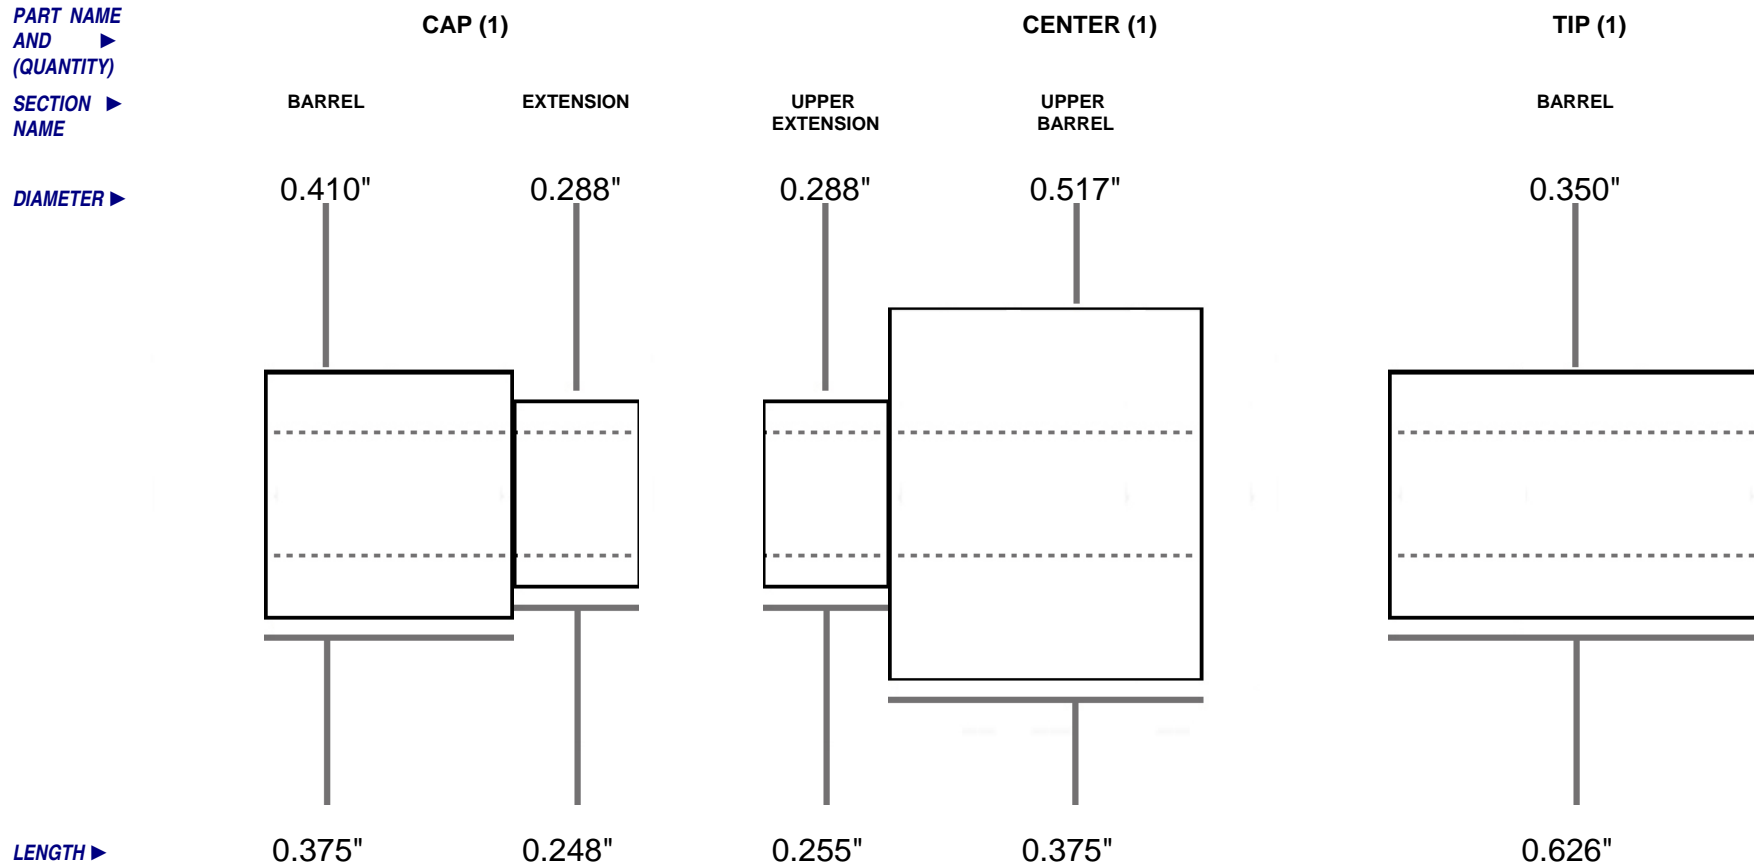 PART NAME
AND ►
(QUANTITY)
CAP (1)
CENTER (1)
TIP (1)
SECTION ►
NAME
BARREL
EXTENSION
UPPER
EXTENSION
UPPER
BARREL
BARREL
DIAMETER ►
0.410"
0.288"
0.288"
0.517"
0.350"
LENGTH ►
0.375"
0.248"
0.255"
0.375"
0.626"